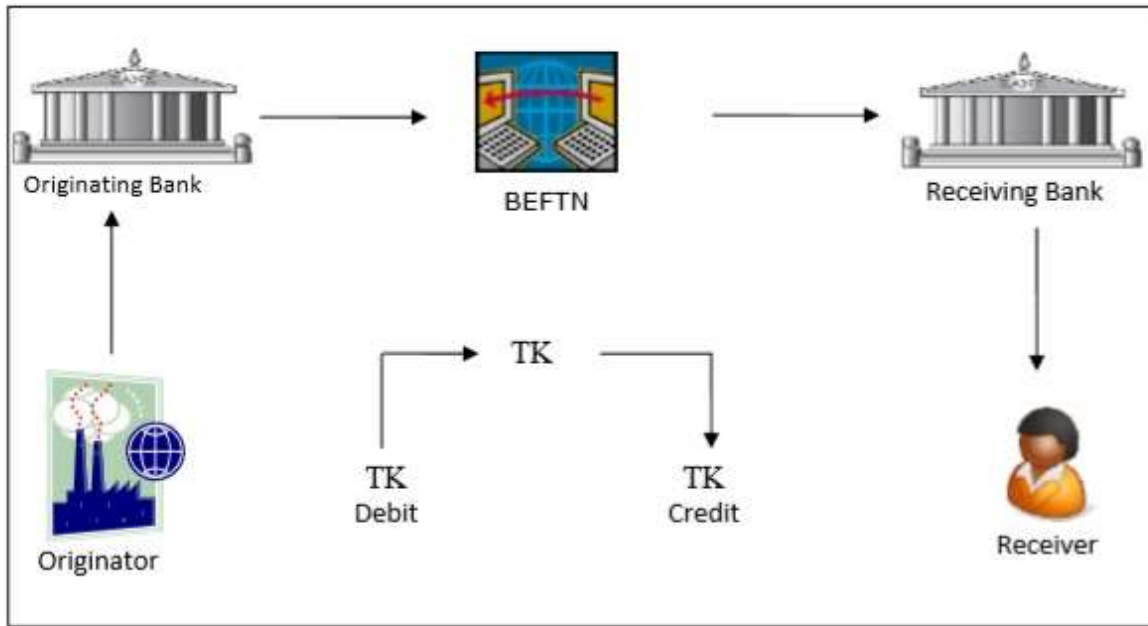 Originating Bank
BEFTN
Receiving Bank
TK
TK
Debit
TK
Credit
Originator
Receiver